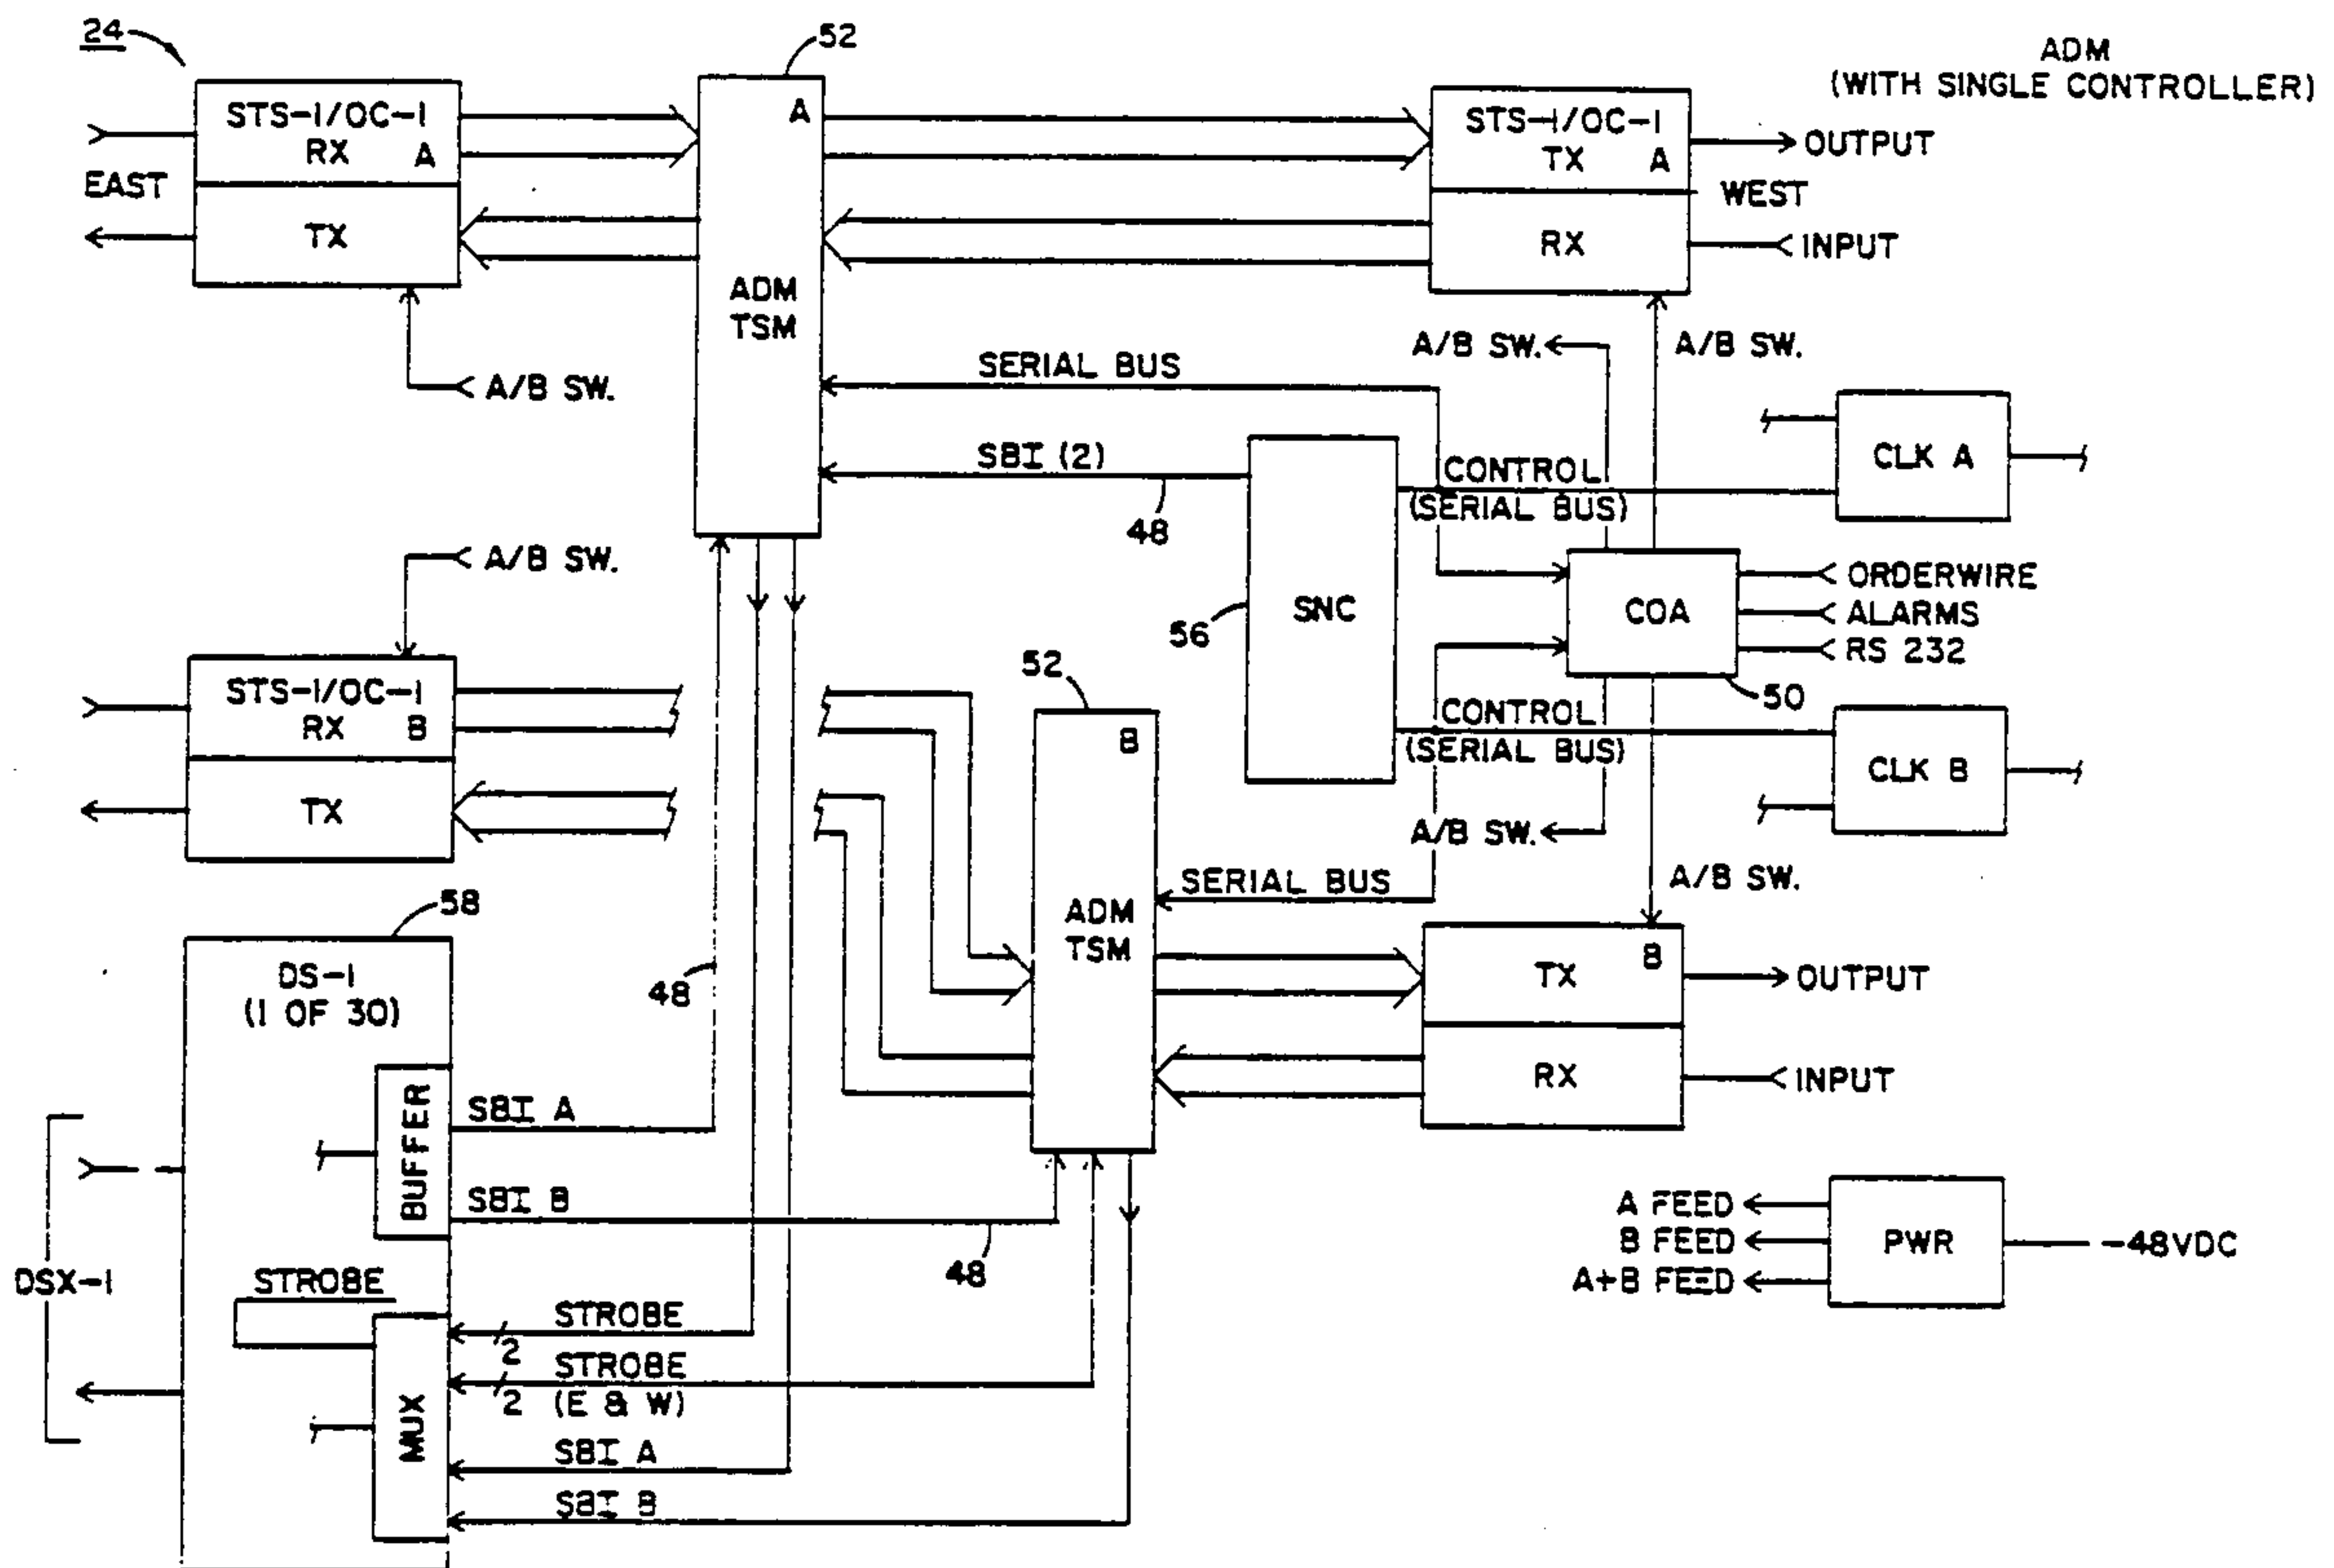 24
52
ADM
(WITH SINGLE CONTROLLER)
STS-1/OC-1
RX A
EAST
TX
A
ADM
TSM
STS-1/OC-1
TX A
OUTPUT
WEST
RX
INPUT
A/B SW.
A/B SW.
A/B SW.
SERIAL BUS
SBI (2)
48
CONTROL
(SERIAL BUS)
CLK A
A/B SW.
56
SNC
COA
ORDERWIRE
ALARMS
RS 232
50
STS-1/OC-1
RX B
TX
52
B
ADM
TSM
CONTROL
(SERIAL BUS)
CLK B
A/B SW.
A/B SW.
SERIAL BUS
B
TX
OUTPUT
RX
INPUT
58
DS-1
(1 OF 30)
48
BUFFER
SBI A
SBI B
48
DSX-1
STROBE
MUX
STROBE
2
STROBE
2 (E & W)
SBI A
SBI B
A FEED
B FEED
A+B FEED
PWR
-48VDC